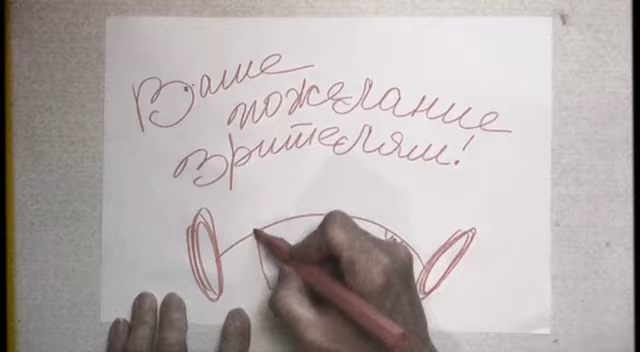 Ваше
пожелание
зрителям!